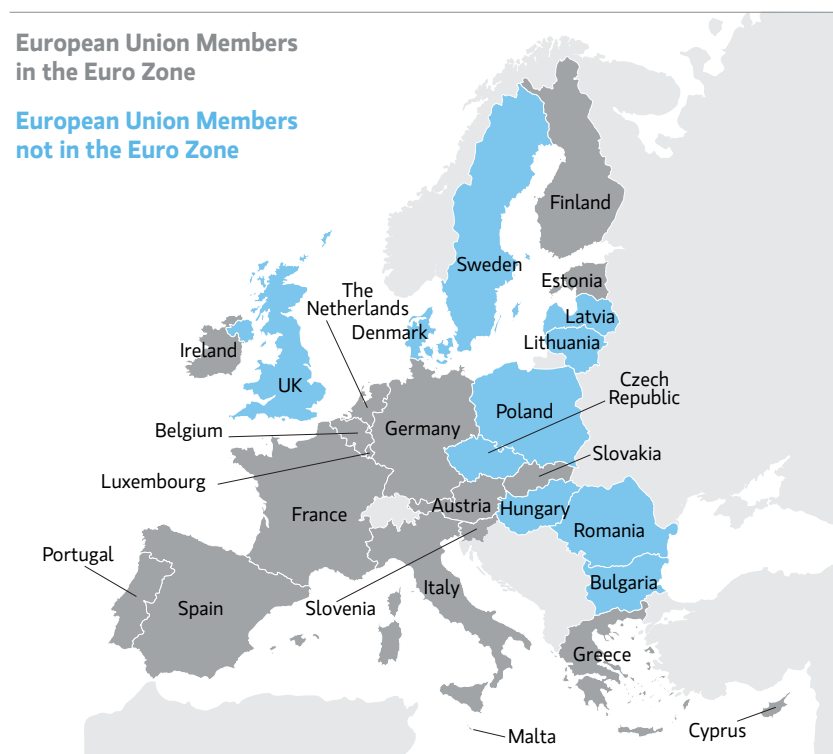 European Union Members
in the Euro Zone
European Union Members
not in the Euro Zone
Finland
Sweden
Estonia
The
Netherlands
Latvia
Denmark
Lithuania
Ireland
UK
Czech
Republic
Poland
Belgium
Germany
Slovakia
Luxembourg
Austria
Hungary
France
Romania
Portugal
Bulgaria
Italy
Spain
Slovenia
Greece
Cyprus
Malta